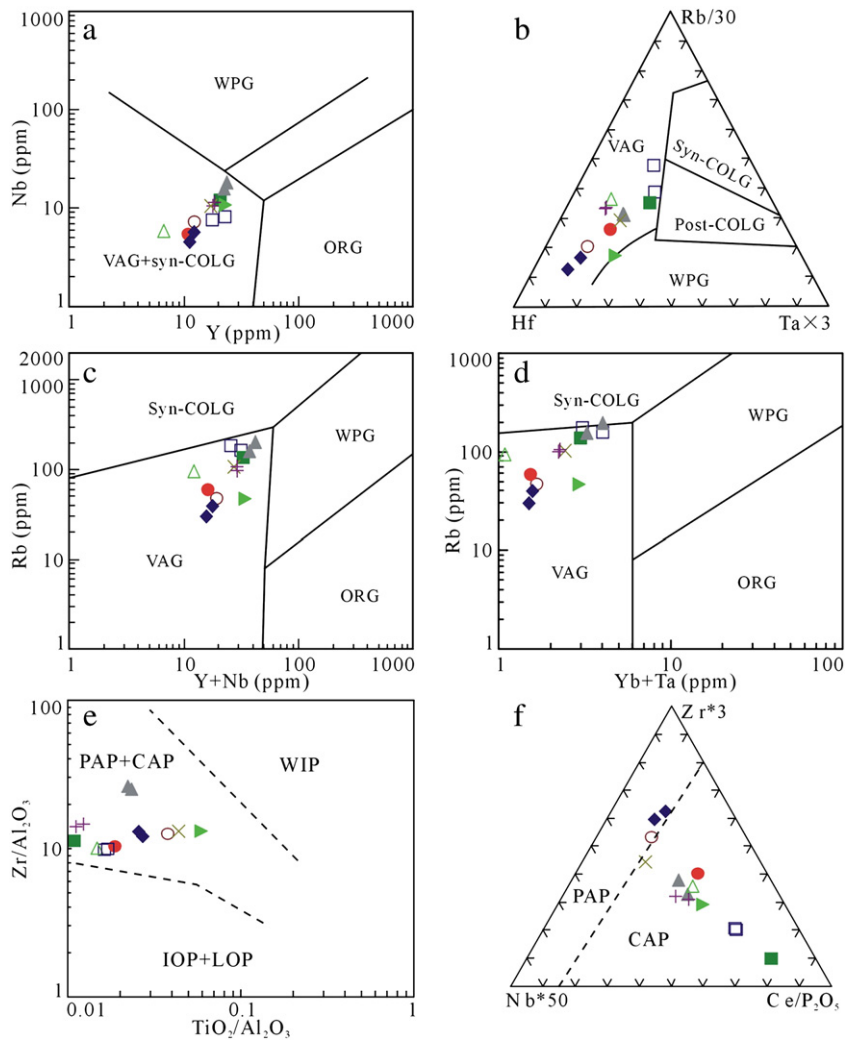 a
1000
100
10
1
Nb (ppm)
WPG
VAG+syn-COLG
ORG
1 10 100 1000
Y (ppm)
b
Rb/30
VAG
Syn-COLG
Post-COLG
WPG
Hf
Ta×3
c
2000
1000
100
10
1
Rb (ppm)
Syn-COLG
WPG
VAG
ORG
1 10 100 1000
Y+Nb (ppm)
d
1000
100
10
1
Rb (ppm)
Syn-COLG
WPG
VAG
ORG
1 10 100
Yb+Ta (ppm)
e
100
10
1
Zr/Al₂O₃
PAP+CAP
WIP
IOP+LOP
0.01 0.1 1
TiO₂/Al₂O₃
f
Z r*3
PAP
CAP
N b*50
C e/P₂O₅